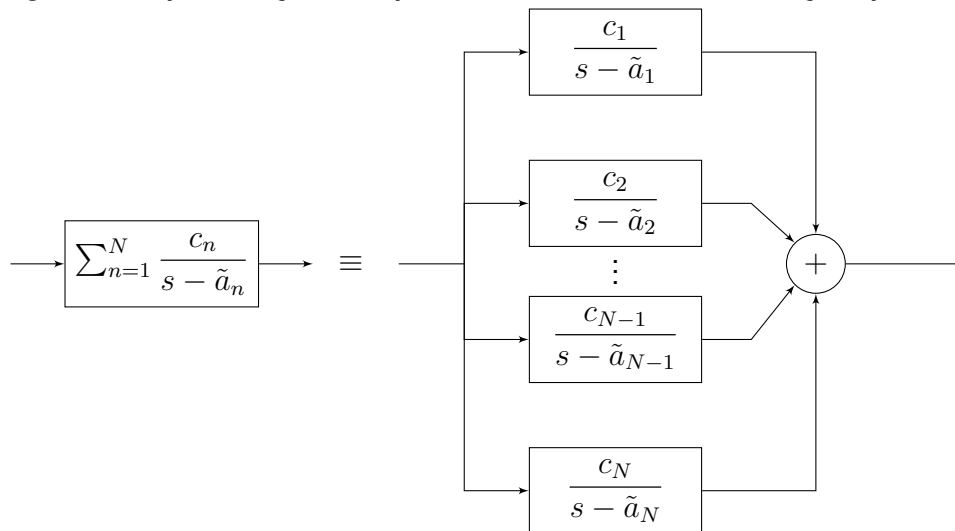 c_1
s − ã_1
c_2
s − ã_2
∑_{n=1}^{N} c_n / (s − ã_n) ≡ ⋮ +
c_{N−1}
s − ã_{N−1}
c_N
s − ã_N